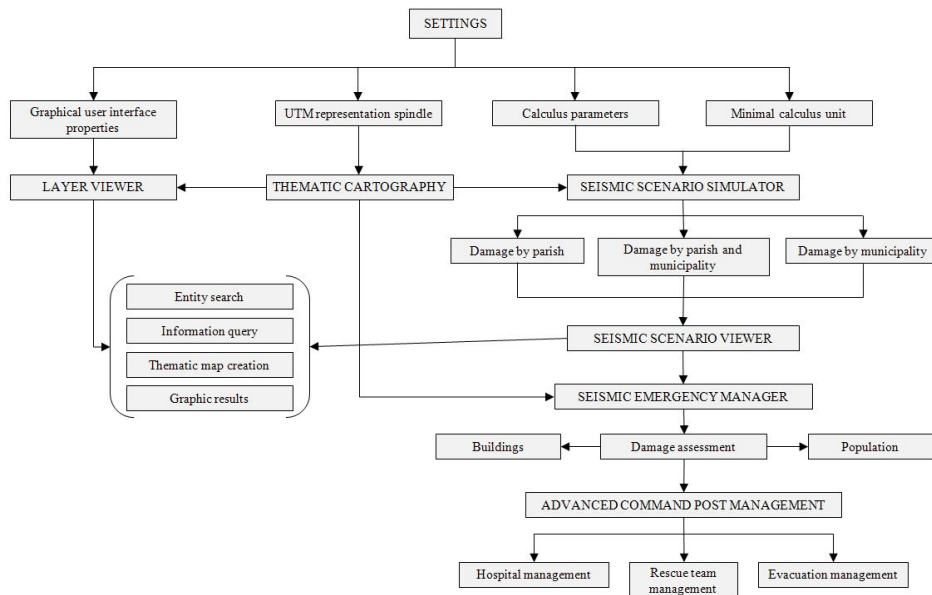 SETTINGS
Graphical user interface
properties
UTM representation spindle
Calculus parameters
Minimal calculus unit
LAYER VIEWER
THEMATIC CARTOGRAPHY
SEISMIC SCENARIO SIMULATOR
Damage by parish
Damage by parish and
municipality
Damage by municipality
Entity search
Information query
Thematic map creation
Graphic results
SEISMIC SCENARIO VIEWER
SEISMIC EMERGENCY MANAGER
Buildings
Damage assessment
Population
ADVANCED COMMAND POST MANAGEMENT
Hospital management
Rescue team
management
Evacuation management